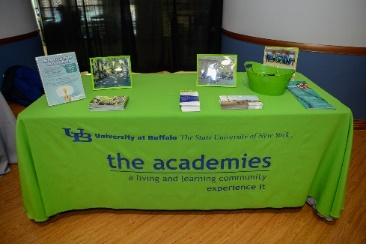 UB University at Buffalo The State University of New York
the academies
a living and learning community
experience it